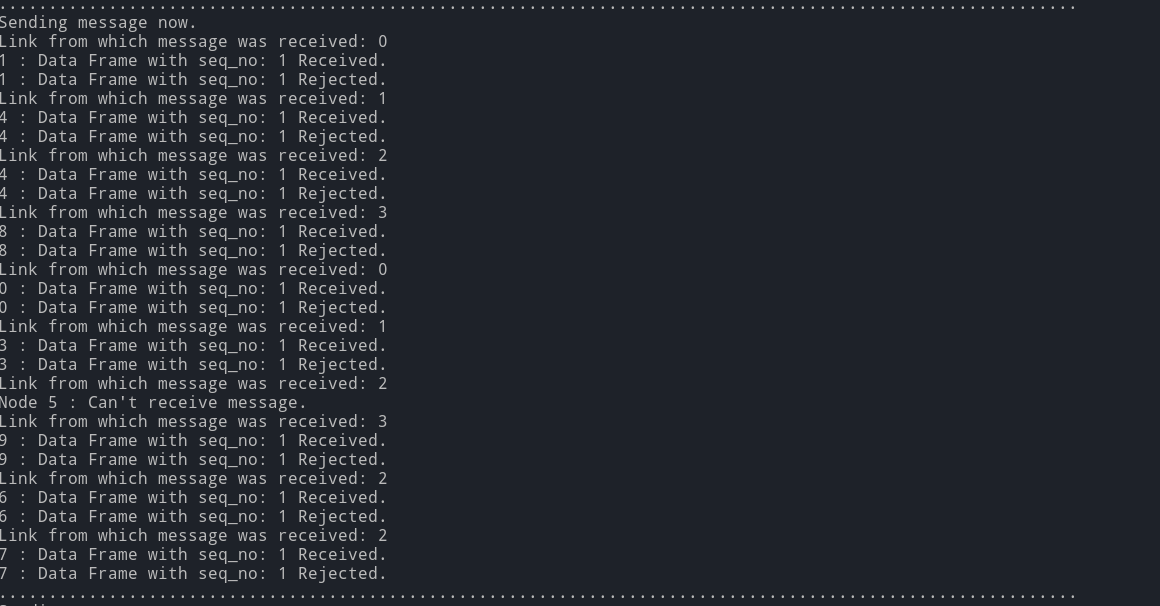 ....................................................................................................
Sending message now.
Link from which message was received: 0
1 : Data Frame with seq_no: 1 Received.
1 : Data Frame with seq_no: 1 Rejected.
Link from which message was received: 1
4 : Data Frame with seq_no: 1 Received.
4 : Data Frame with seq_no: 1 Rejected.
Link from which message was received: 2
4 : Data Frame with seq_no: 1 Received.
4 : Data Frame with seq_no: 1 Rejected.
Link from which message was received: 3
8 : Data Frame with seq_no: 1 Received.
8 : Data Frame with seq_no: 1 Rejected.
Link from which message was received: 0
0 : Data Frame with seq_no: 1 Received.
0 : Data Frame with seq_no: 1 Rejected.
Link from which message was received: 1
3 : Data Frame with seq_no: 1 Received.
3 : Data Frame with seq_no: 1 Rejected.
Link from which message was received: 2
Node 5 : Can't receive message.
Link from which message was received: 3
9 : Data Frame with seq_no: 1 Received.
9 : Data Frame with seq_no: 1 Rejected.
Link from which message was received: 2
6 : Data Frame with seq_no: 1 Received.
6 : Data Frame with seq_no: 1 Rejected.
Link from which message was received: 2
7 : Data Frame with seq_no: 1 Received.
7 : Data Frame with seq_no: 1 Rejected.
....................................................................................................